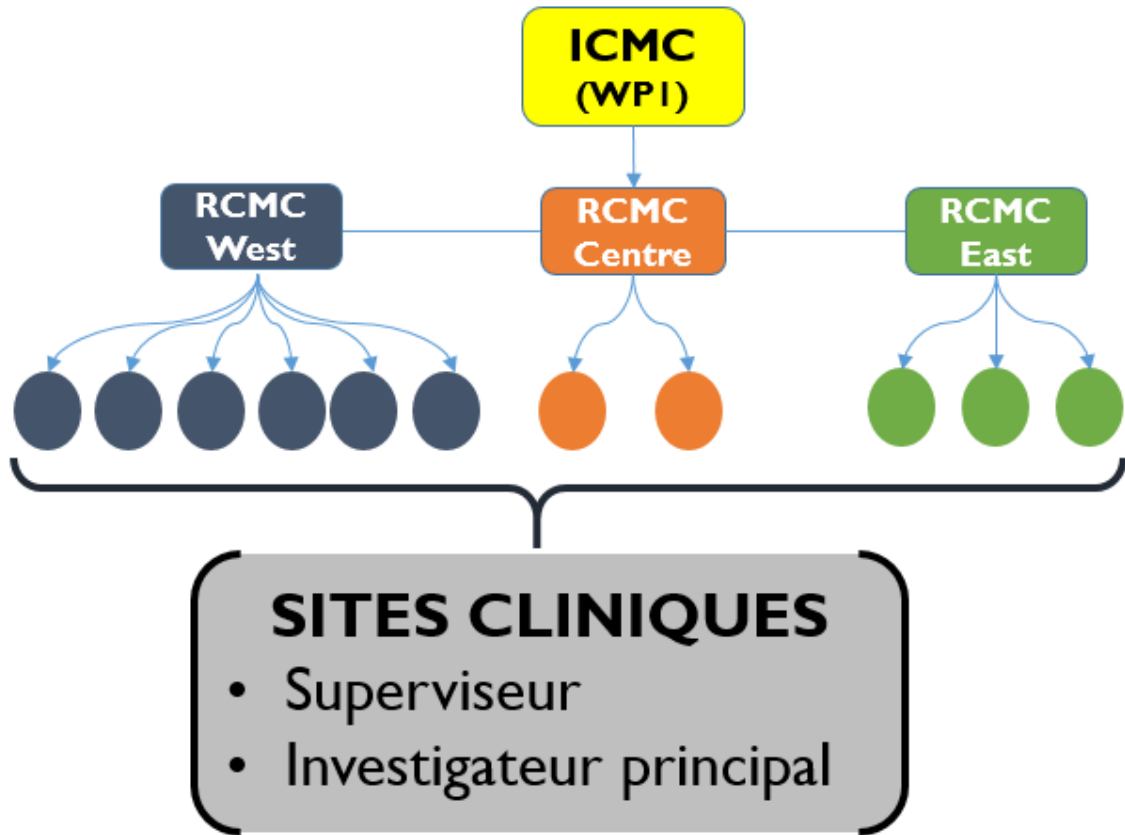 ICMC
(WP1)
RCMC
West
RCMC
Centre
RCMC
East
SITES CLINIQUES
• Superviseur
• Investigateur principal